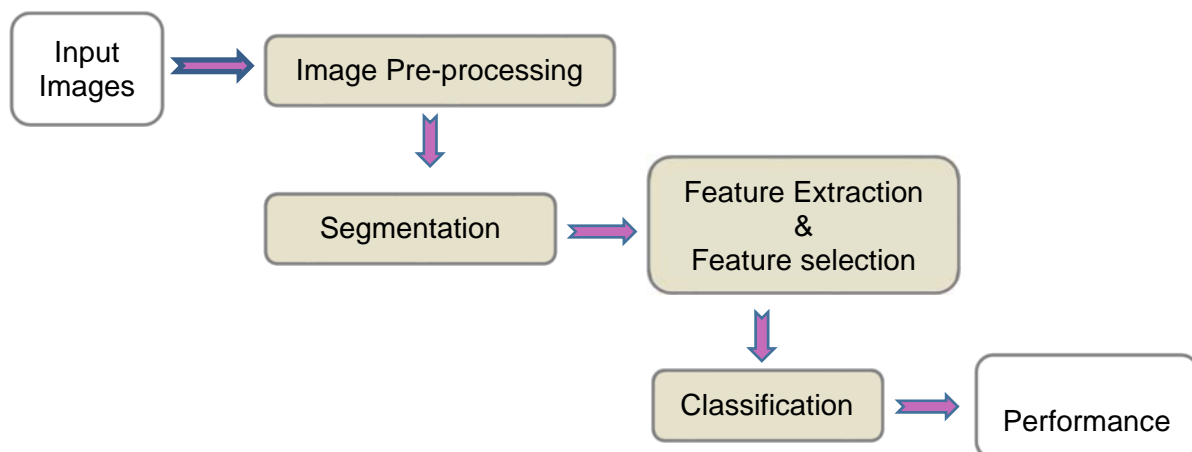 Input
Images
Image Pre-processing
Segmentation
Feature Extraction
&
Feature selection
Classification
Performance